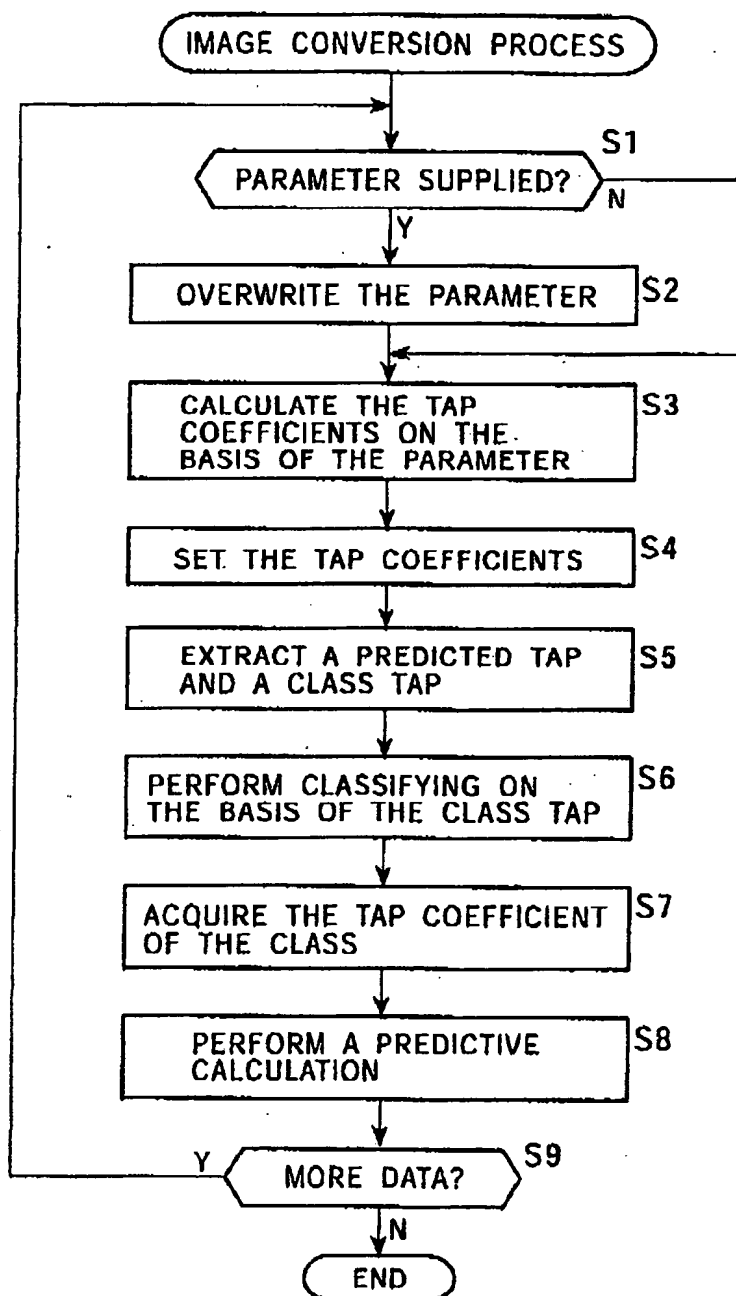 IMAGE CONVERSION PROCESS
S1
PARAMETER SUPPLIED?
N
Y
OVERWRITE THE PARAMETER
S2
CALCULATE THE TAP
COEFFICIENTS ON THE
BASIS OF THE PARAMETER
S3
SET THE TAP COEFFICIENTS
S4
EXTRACT A PREDICTED TAP
AND A CLASS TAP
S5
PERFORM CLASSIFYING ON
THE BASIS OF THE CLASS TAP
S6
ACQUIRE THE TAP COEFFICIENT
OF THE CLASS
S7
PERFORM A PREDICTIVE
CALCULATION
S8
Y
MORE DATA?
S9
N
END